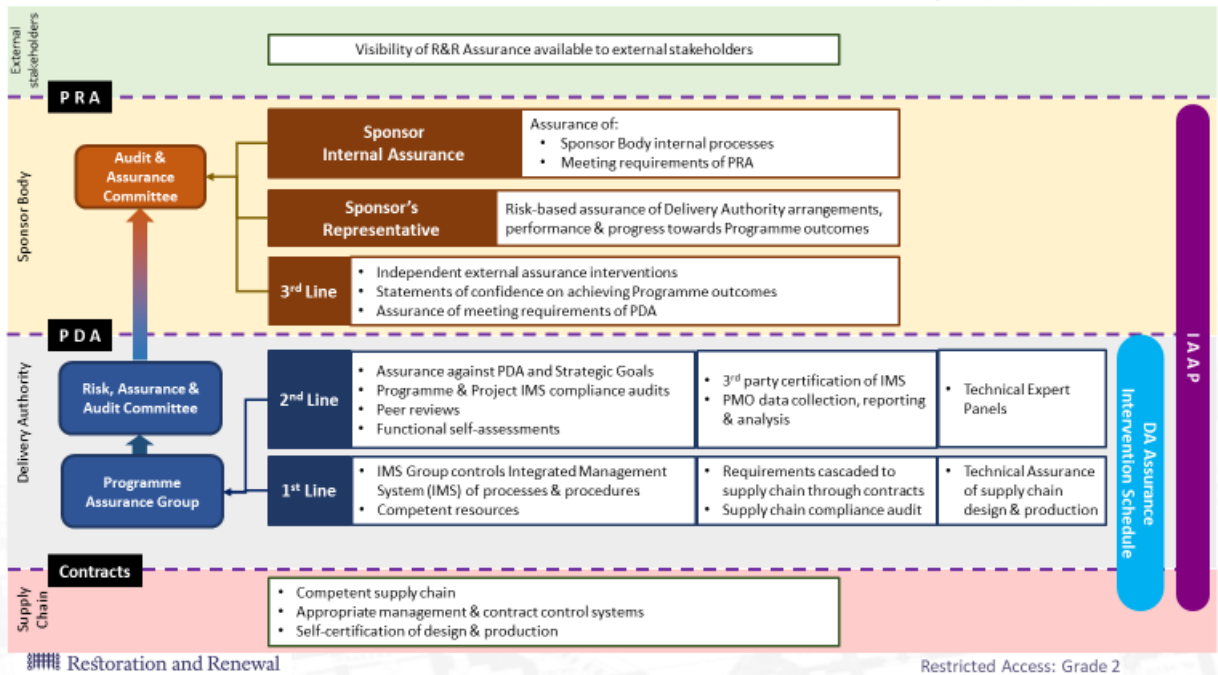 External
stakeholders
Visibility of R&R Assurance available to external stakeholders
PRA
Sponsor Body
Audit &
Assurance
Committee
Sponsor
Internal Assurance
Assurance of:
• Sponsor Body internal processes
• Meeting requirements of PRA
Sponsor's
Representative
Risk-based assurance of Delivery Authority arrangements,
performance & progress towards Programme outcomes
3rd Line
• Independent external assurance interventions
• Statements of confidence on achieving Programme outcomes
• Assurance of meeting requirements of PDA
PDA
Delivery Authority
Risk, Assurance &
Audit Committee
2nd Line
• Assurance against PDA and Strategic Goals
• Programme & Project IMS compliance audits
• Peer reviews
• Functional self-assessments
• 3rd party certification of IMS
• PMO data collection, reporting
& analysis
• Technical Expert
Panels
Programme
Assurance Group
1st Line
• IMS Group controls Integrated Management
System (IMS) of processes & procedures
• Competent resources
• Requirements cascaded to
supply chain through contracts
• Supply chain compliance audit
• Technical Assurance
of supply chain
design & production
DA Assurance
Intervention Schedule
IAAP
Contracts
Supply
Chain
• Competent supply chain
• Appropriate management & contract control systems
• Self-certification of design & production
Restoration and Renewal
Restricted Access: Grade 2